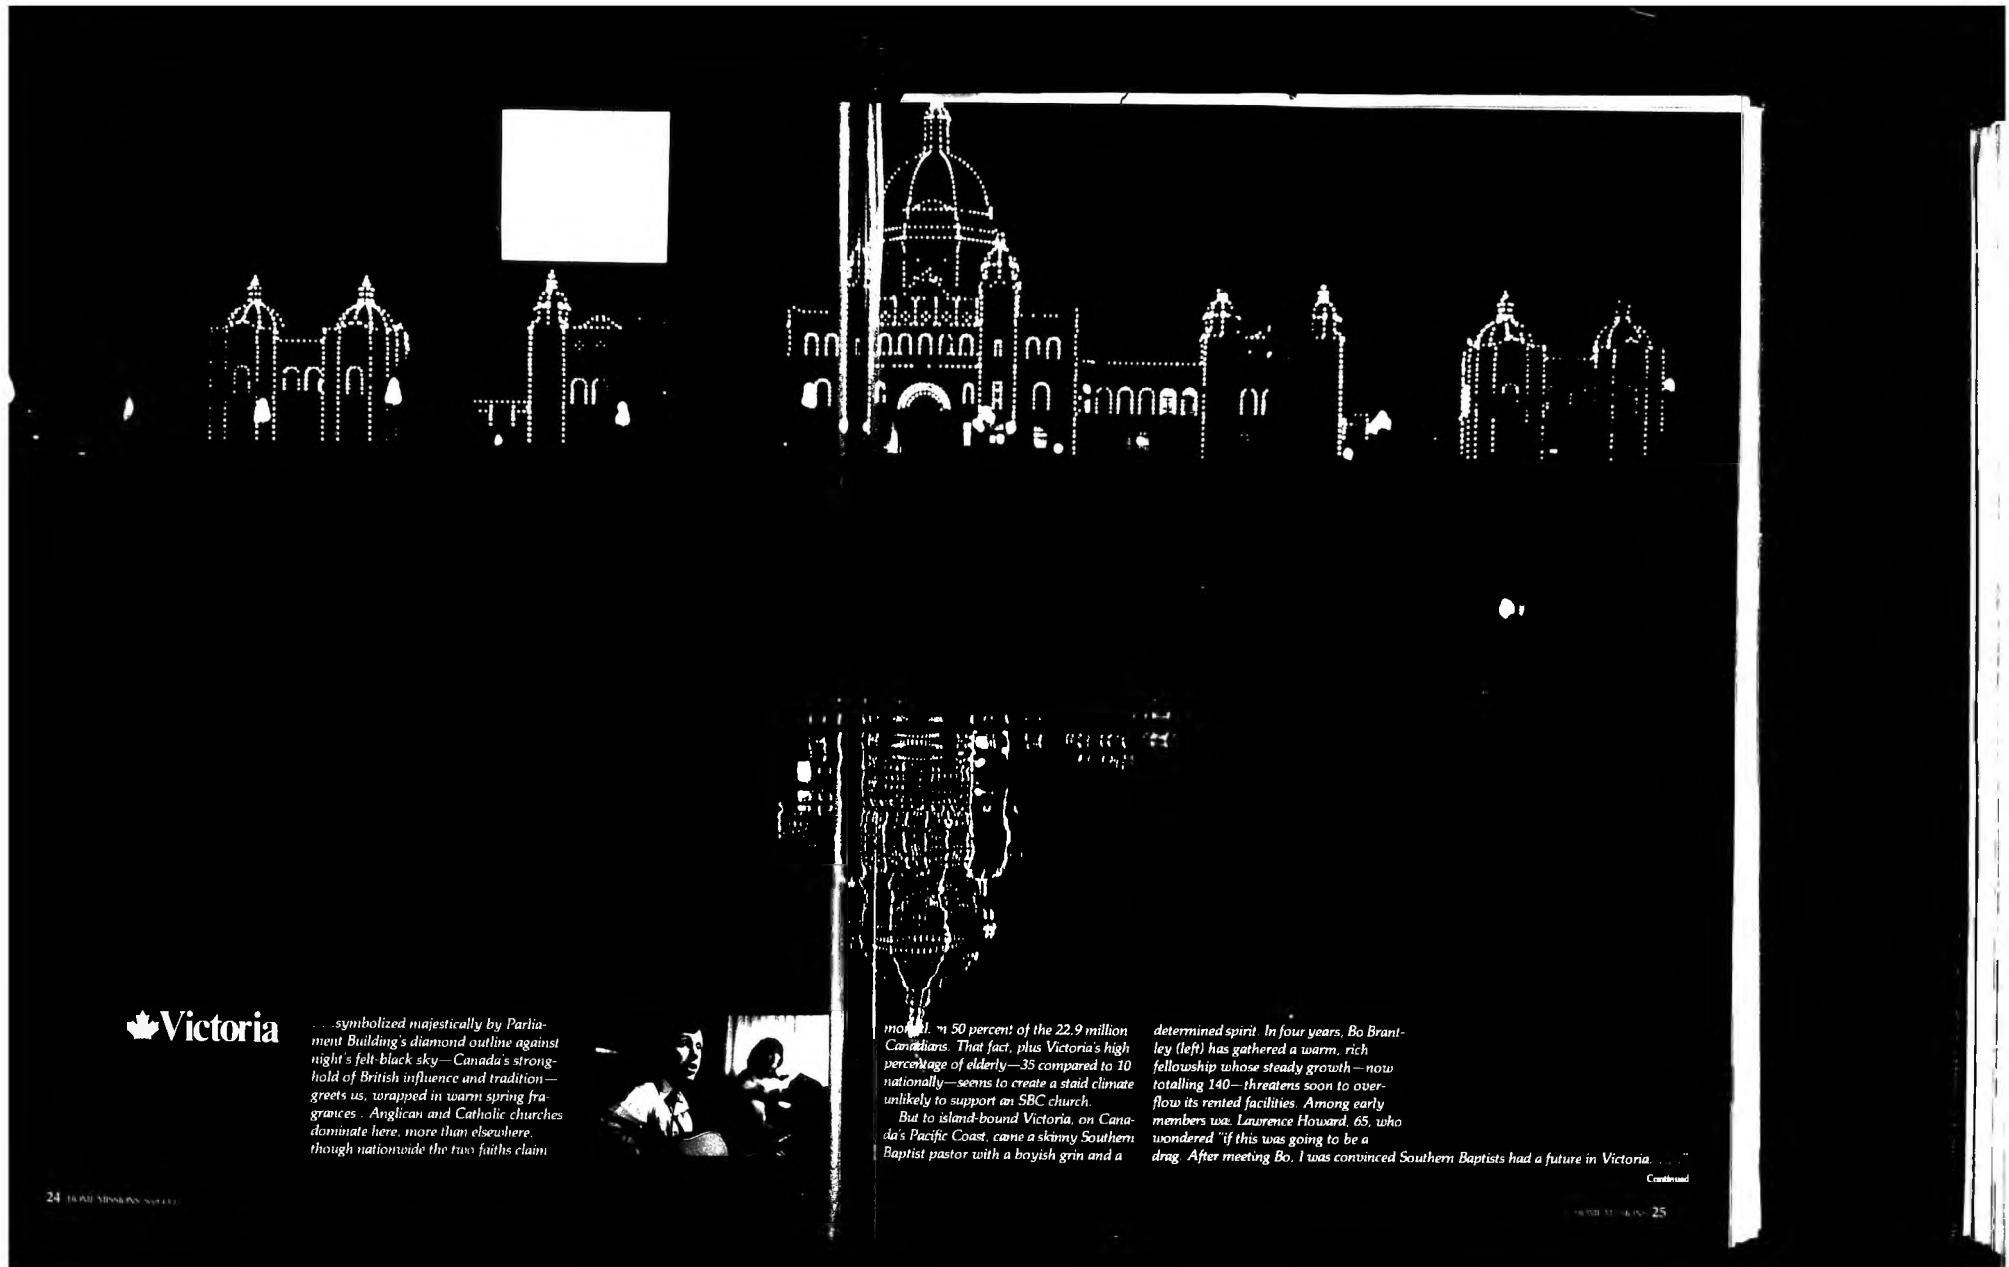 Victoria
. . .symbolized majestically by Parlia-
ment Building's diamond outline against
night's felt-black sky—Canada's strong-
hold of British influence and tradition—
greets us, wrapped in warm spring fra-
grances . Anglican and Catholic churches
dominate here, more than elsewhere,
though nationwide the two faiths claim
50 percent of the 22.9 million
Canadians. That fact, plus Victoria's high
percentage of elderly—35 compared to 10
nationally—seems to create a staid climate
unlikely to support an SBC church.
But to island-bound Victoria, on Cana-
da's Pacific Coast, came a skinny Southern
Baptist pastor with a boyish grin and a
determined spirit. In four years, Bo Brant-
ley (left) has gathered a warm, rich
fellowship whose steady growth—now
totalling 140—threatens soon to over-
flow its rented facilities. Among early
members was Lawrence Howard, 65, who
wondered "if this was going to be a
drag. After meeting Bo, I was convinced Southern Baptists had a future in Victoria. . . ."
Continued
24 HOME MISSIONS
HOME MISSIONS 25